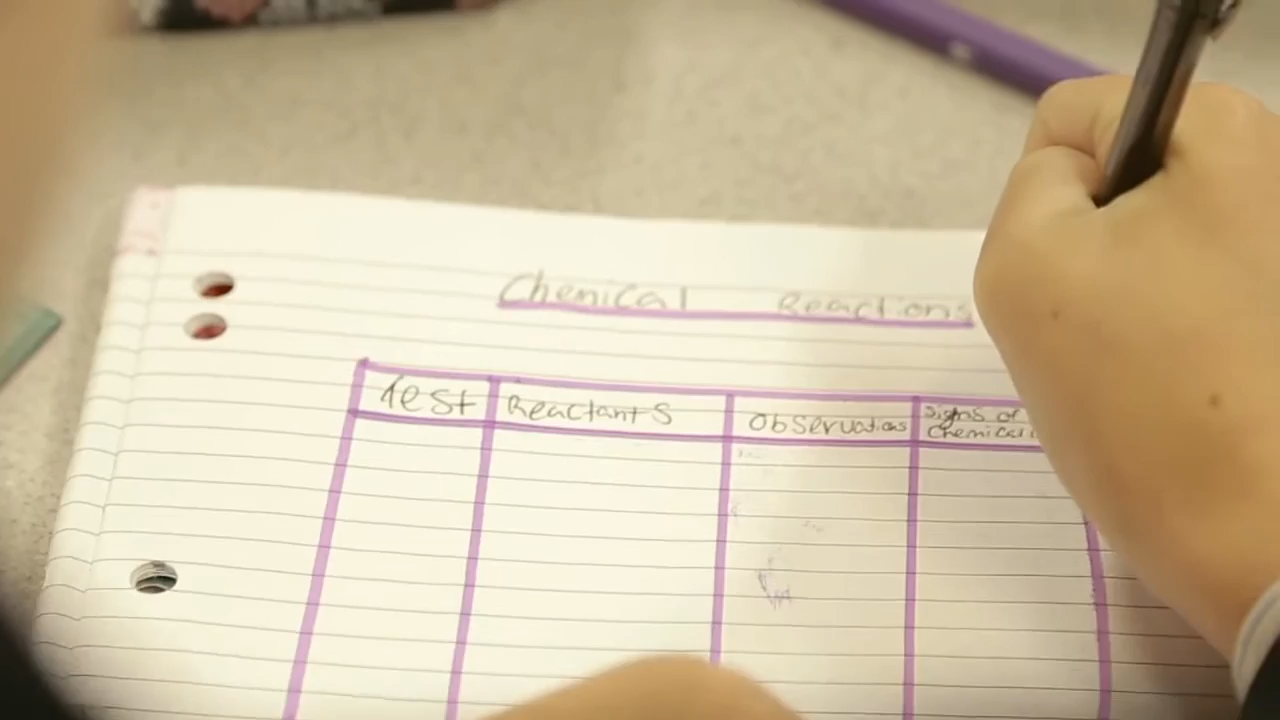 Chemical Reactions
Test Reactants Observations Signs of
Chemical